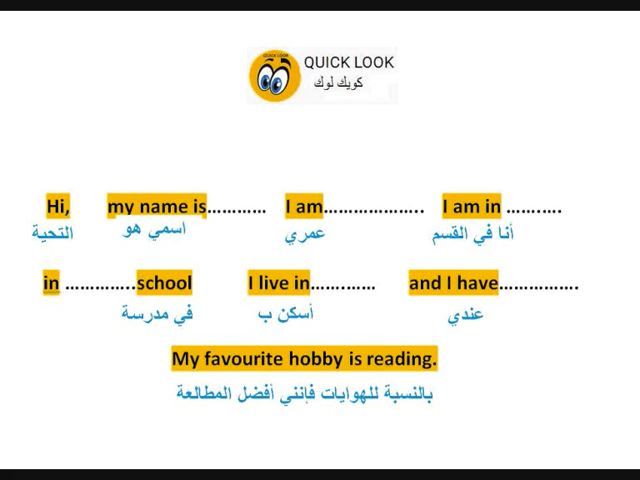 QUICK LOOK
QUICK LOOK
كويك لوك
Hi, my name is............ I am.................. I am in ...........
التحية اسمي هو عمري أنا في القسم
in ..............school I live in............ and I have................
في مدرسة أسكن ب عندي
My favourite hobby is reading.
بالنسبة للهوايات فإنني أفضل المطالعة